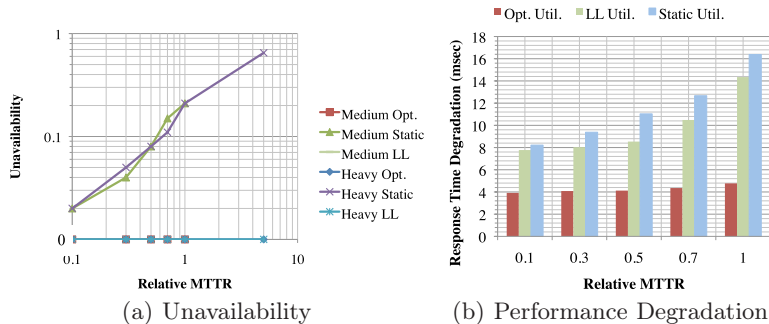 1
0.1
0
0.1
1
10
Unavailability
Relative MTTR
Medium Opt.
Medium Static
Medium LL
Heavy Opt.
Heavy Static
Heavy LL
(a) Unavailability
Opt. Util.
LL Util.
Static Util.
18
16
14
12
10
8
6
4
2
0
Response Time Degradation (msec)
0.1
0.3
0.5
0.7
1
Relative MTTR
(b) Performance Degradation